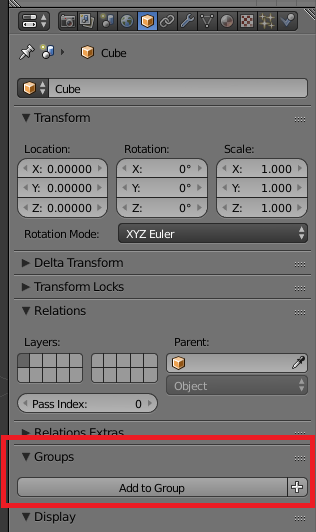 Cube
Cube
Transform
Location: Rotation: Scale:
X: 0.00000 X: 0° X: 1.000
Y: 0.00000 Y: 0° Y: 1.000
Z: 0.00000 Z: 0° Z: 1.000
Rotation Mode: XYZ Euler
Delta Transform
Transform Locks
Relations
Layers: Parent:
Object
Pass Index: 0
Relations Extras
Groups
Add to Group
Display